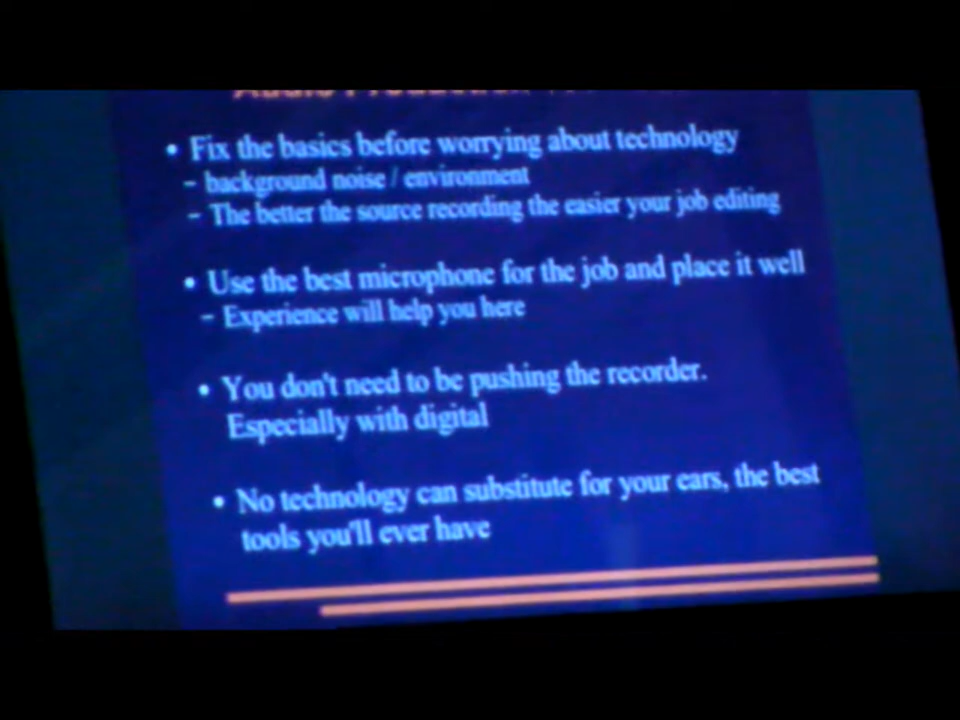 • Fix the basics before worrying about technology
– background noise / environment
– The better the source recording the easier your job editing
• Use the best microphone for the job and place it well
– Experience will help you here
• You don't need to be pushing the recorder.
Especially with digital
• No technology can substitute for your ears, the best
tools you'll ever have